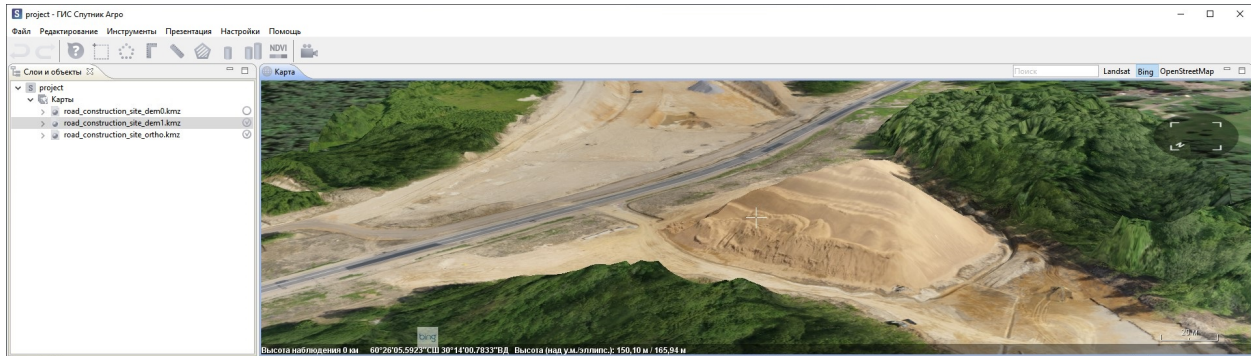 S project - ГИС Спутник Агро
Файл Редактирование Инструменты Презентация Настройки Помощь
NDVI
Слои и объекты
Карта
Поиск
Landsat Bing OpenStreetMap
S project
Карты
road_construction_site_dem0.kmz
road_construction_site_dem1.kmz
road_construction_site_ortho.kmz
bing
Высота наблюдения 0 км 60°26'05.5923"СШ 30°14'00.7833"ВД Высота (над у.м./эллипс.): 150,10 м / 165,94 м